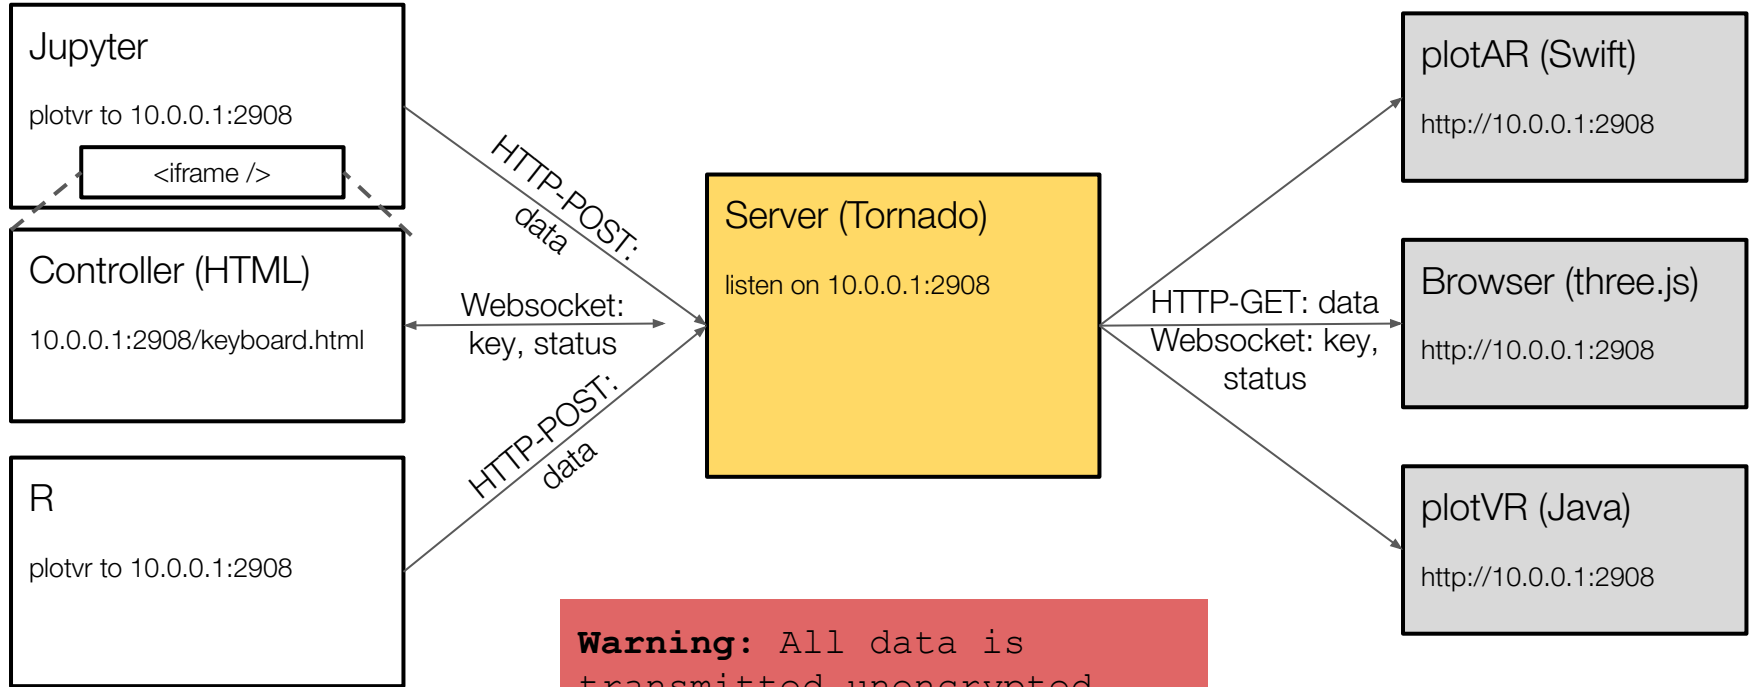 Jupyter
plotvr to 10.0.0.1:2908
<iframe />
Controller (HTML)
10.0.0.1:2908/keyboard.html
R
plotvr to 10.0.0.1:2908
HTTP-POST:
data
Websocket:
key, status
HTTP-POST:
data
Server (Tornado)
listen on 10.0.0.1:2908
HTTP-GET: data
Websocket: key,
status
plotAR (Swift)
http://10.0.0.1:2908
Browser (three.js)
http://10.0.0.1:2908
plotVR (Java)
http://10.0.0.1:2908
Warning: All data is
transmitted unencrypted